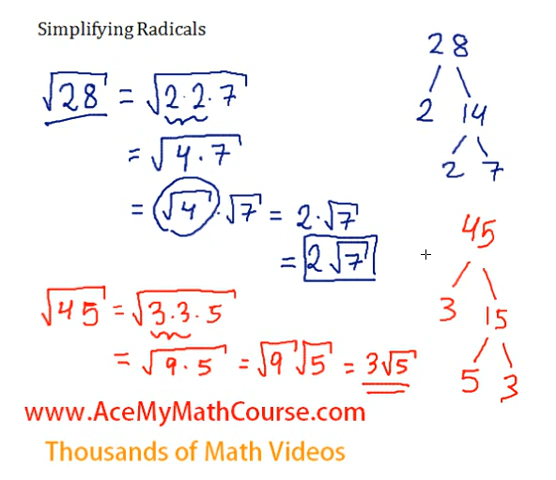 Simplifying Radicals
√28 = √2·2·7
= √4·7
= √4·√7 = 2·√7
= 2√7
28
2 14
2 7
√45 = √3·3·5
= √9·5 = √9 √5 = 3√5
45
3 15
5 3
www.AceMyMathCourse.com
Thousands of Math Videos